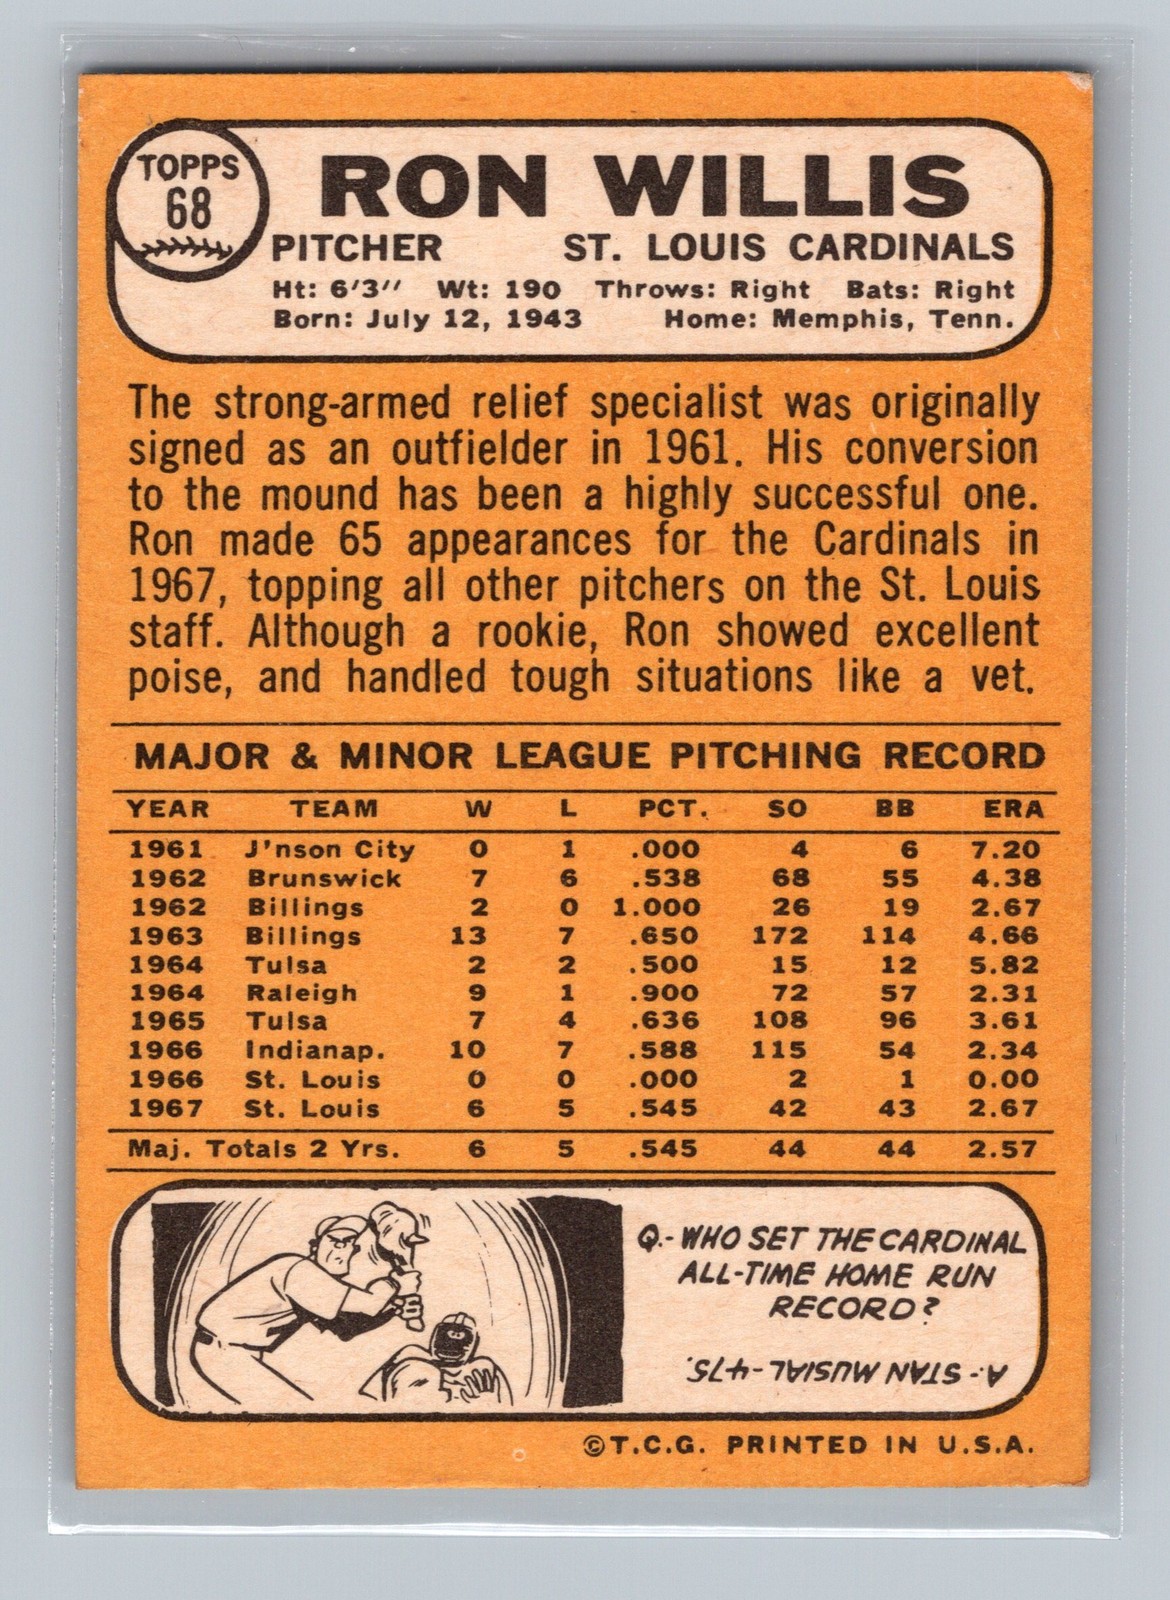 TOPPS
68
RON WILLIS
PITCHER ST. LOUIS CARDINALS
Ht: 6'3" Wt: 190 Throws: Right Bats: Right
Born: July 12, 1943 Home: Memphis, Tenn.
The strong-armed relief specialist was originally
signed as an outfielder in 1961. His conversion
to the mound has been a highly successful one.
Ron made 65 appearances for the Cardinals in
1967, topping all other pitchers on the St. Louis
staff. Although a rookie, Ron showed excellent
poise, and handled tough situations like a vet.
MAJOR & MINOR LEAGUE PITCHING RECORD
YEAR TEAM W L PCT. SO BB ERA
1961 J'nson City 0 1 .000 4 6 7.20
1962 Brunswick 7 6 .538 68 55 4.38
1962 Billings 2 0 1.000 26 19 2.67
1963 Billings 13 7 .650 172 114 4.66
1964 Tulsa 2 2 .500 15 12 5.82
1964 Raleigh 9 1 .900 72 57 2.31
1965 Tulsa 7 4 .636 108 96 3.61
1966 Indianap. 10 7 .588 115 54 2.34
1966 St. Louis 0 0 .000 2 1 0.00
1967 St. Louis 6 5 .545 42 43 2.67
Maj. Totals 2 Yrs. 6 5 .545 44 44 2.57
Q.- WHO SET THE CARDINAL
ALL-TIME HOME RUN
RECORD?
A.- STAN MUSIAL - 475.
©T.C.G. PRINTED IN U.S.A.